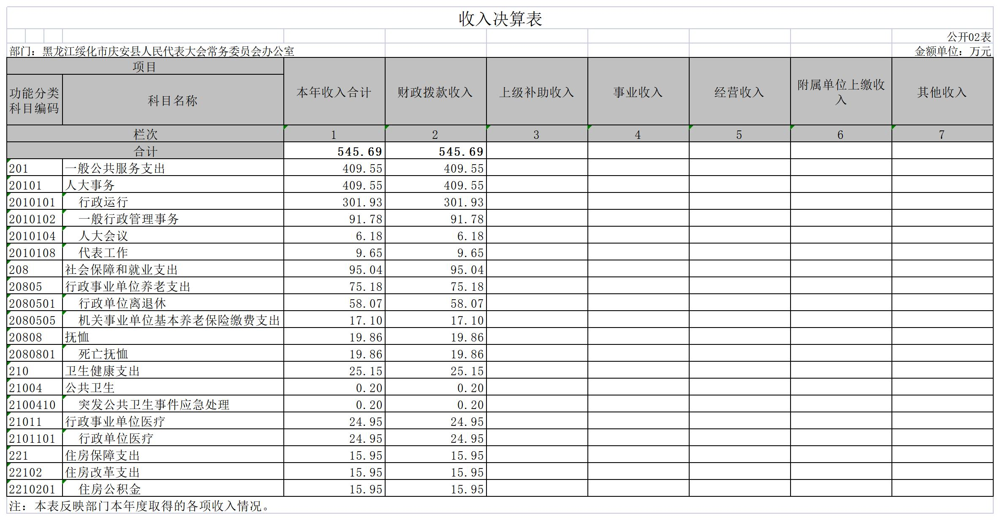 收入决算表
公开02表
部门：黑龙江绥化市庆安县人民代表大会常务委员会办公室 金额单位：万元
项目 本年收入合计 财政拨款收入 上级补助收入 事业收入 经营收入 附属单位上缴收入 其他收入
功能分类科目编码 科目名称
栏次 1 2 3 4 5 6 7
合计 545.69 545.69
201 一般公共服务支出 409.55 409.55
20101 人大事务 409.55 409.55
2010101 行政运行 301.93 301.93
2010102 一般行政管理事务 91.78 91.78
2010104 人大会议 6.18 6.18
2010108 代表工作 9.65 9.65
208 社会保障和就业支出 95.04 95.04
20805 行政事业单位养老支出 75.18 75.18
2080501 行政单位离退休 58.07 58.07
2080505 机关事业单位基本养老保险缴费支出 17.10 17.10
20808 抚恤 19.86 19.86
2080801 死亡抚恤 19.86 19.86
210 卫生健康支出 25.15 25.15
21004 公共卫生 0.20 0.20
2100410 突发公共卫生事件应急处理 0.20 0.20
21011 行政事业单位医疗 24.95 24.95
2101101 行政单位医疗 24.95 24.95
221 住房保障支出 15.95 15.95
22102 住房改革支出 15.95 15.95
2210201 住房公积金 15.95 15.95
注：本表反映部门本年度取得的各项收入情况。